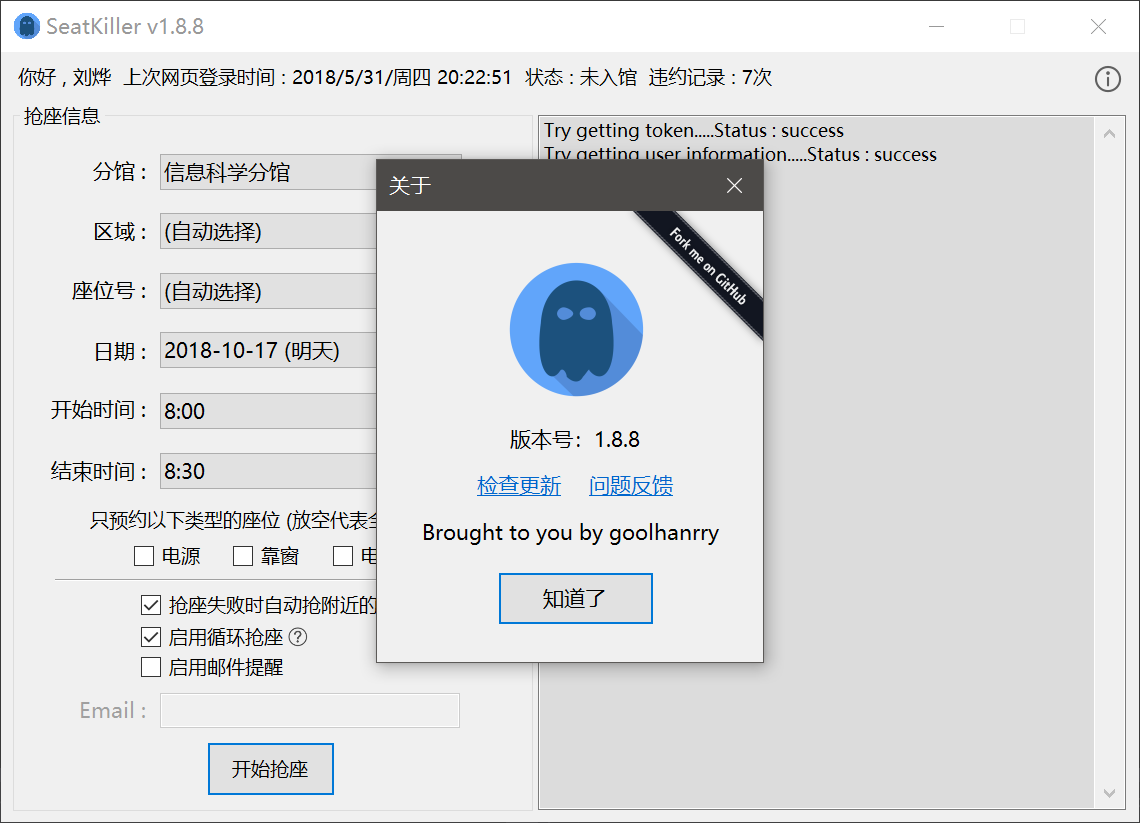 SeatKiller v1.8.8
你好，刘烨 上次网页登录时间：2018/5/31/周四 20:22:51 状态：未入馆 违约记录：7次
抢座信息
分馆： 信息科学分馆
区域： (自动选择)
座位号： (自动选择)
日期： 2018-10-17 (明天)
开始时间： 8:00
结束时间： 8:30
只预约以下类型的座位 (放空代表
电源 靠窗 电
抢座失败时自动抢附近的
启用循环抢座
启用邮件提醒
Email :
开始抢座
Try getting token.....Status : success
Try getting user information.....Status : success
关于
Fork me on GitHub
版本号：1.8.8
检查更新 问题反馈
Brought to you by goolhanrry
知道了